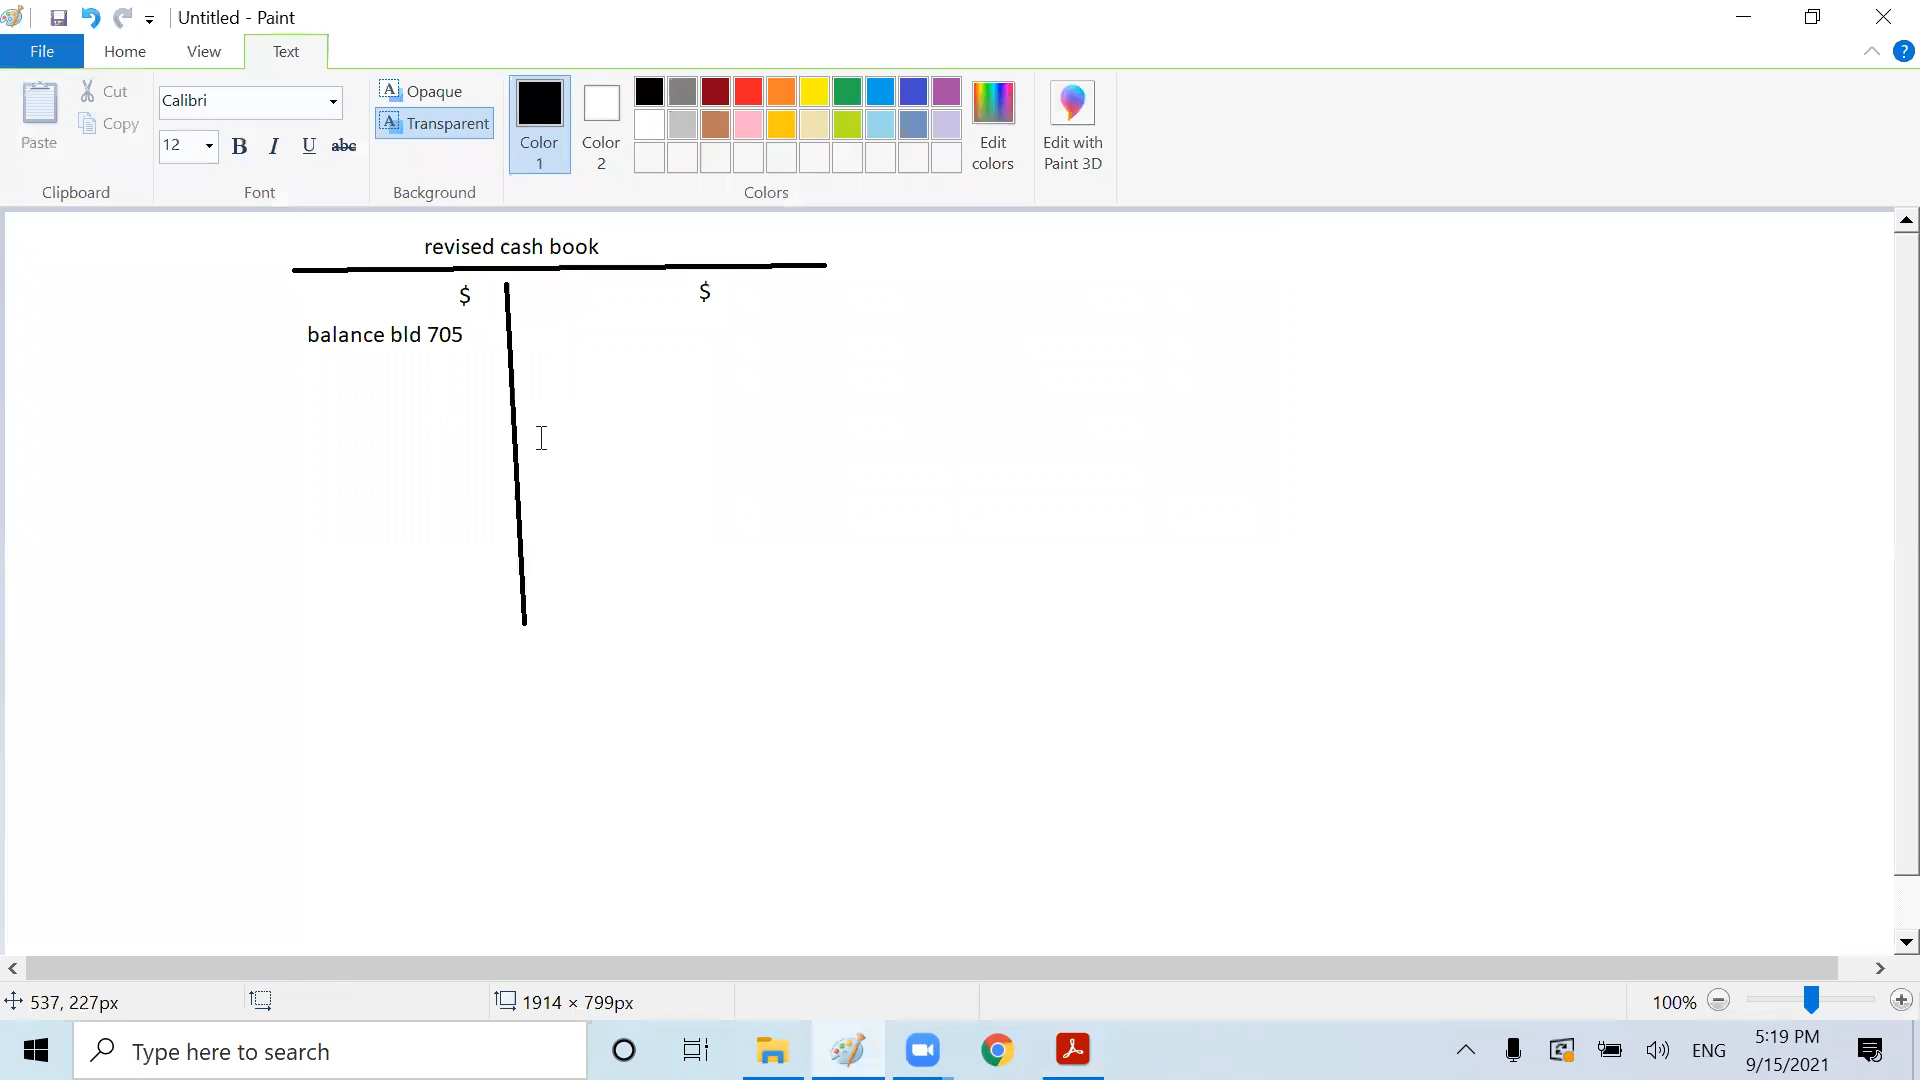 Untitled - Paint
File Home View Text
Paste
Cut
Copy
Clipboard
Calibri
12
B I U abc
Font
A Opaque
A Transparent
Background
Color 1
Color 2
Colors
Edit colors
Edit with Paint 3D
?
revised cash book
$ $
balance bld 705
537, 227px
1914 × 799px
100%
Type here to search
ENG
5:19 PM
9/15/2021